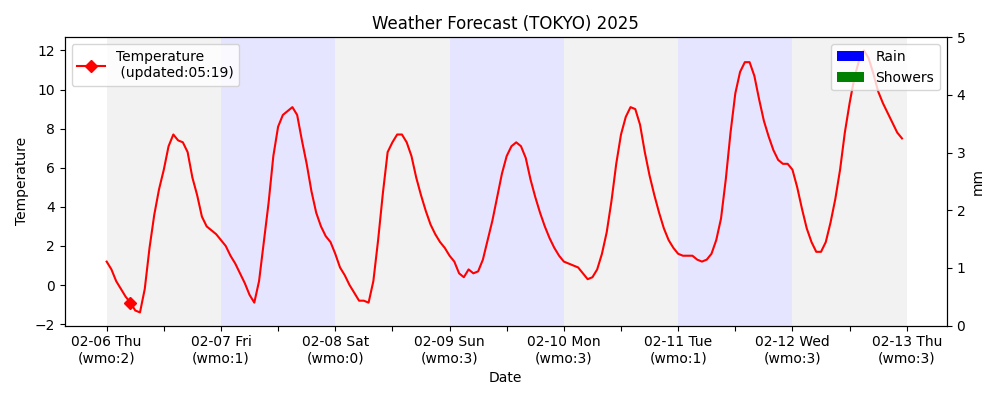 Weather Forecast (TOKYO) 2025
Temperature
(updated:05:19)
Rain
Showers
Temperature
12
10
8
6
4
2
0
−2
5
4
3
2
1
0
mm
02-06 Thu
(wmo:2)
02-07 Fri
(wmo:1)
02-08 Sat
(wmo:0)
02-09 Sun
(wmo:3)
02-10 Mon
(wmo:3)
02-11 Tue
(wmo:1)
02-12 Wed
(wmo:3)
02-13 Thu
(wmo:3)
Date